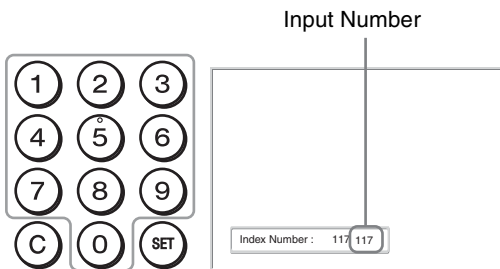 Input Number
1 2 3
4 5 6
7 8 9
C 0 SET
Index Number : 117 117